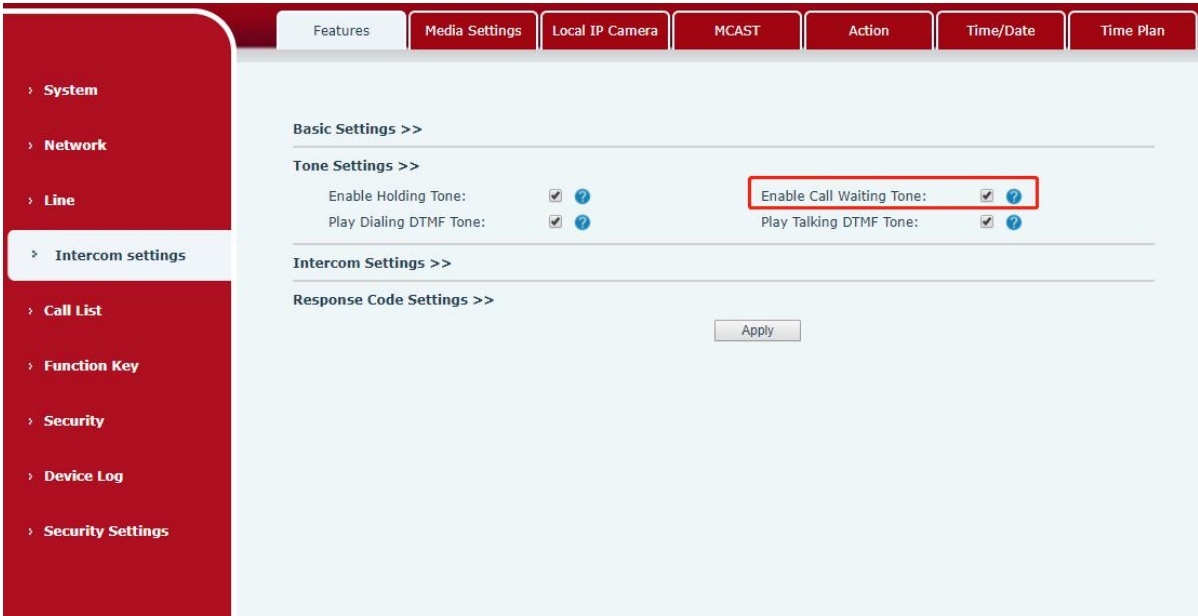 Features
Media Settings
Local IP Camera
MCAST
Action
Time/Date
Time Plan
› System
› Network
› Line
› Intercom settings
› Call List
› Function Key
› Security
› Device Log
› Security Settings
Basic Settings >>
Tone Settings >>
Enable Holding Tone: ?
Enable Call Waiting Tone: ?
Play Dialing DTMF Tone: ?
Play Talking DTMF Tone: ?
Intercom Settings >>
Response Code Settings >>
Apply